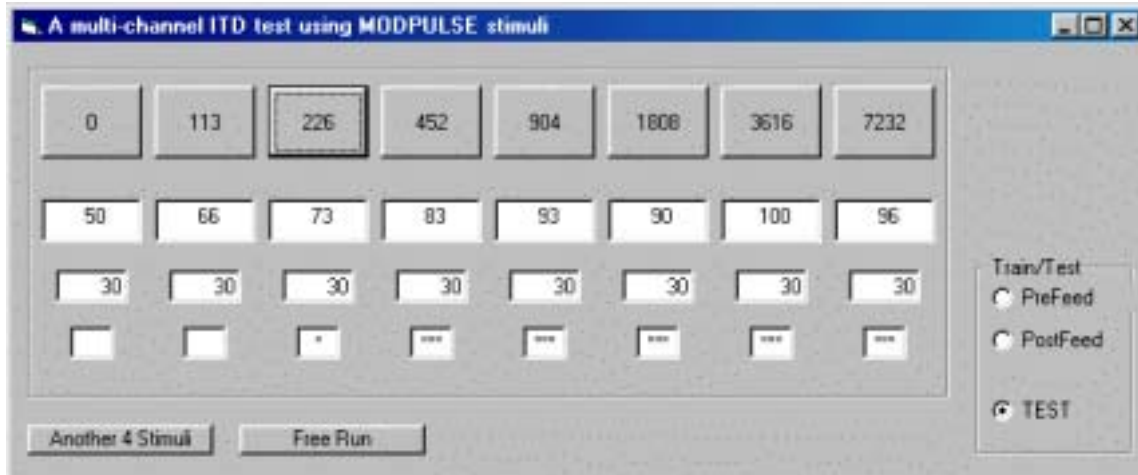 A multi-channel ITD test using MODPULSE stimuli
0 113 226 452 904 1808 3616 7232
50 66 73 83 93 90 100 96
30 30 30 30 30 30 30 30
* *** *** *** *** ***
Train/Test
PreFeed
PostFeed
TEST
Another 4 Stimuli Free Run